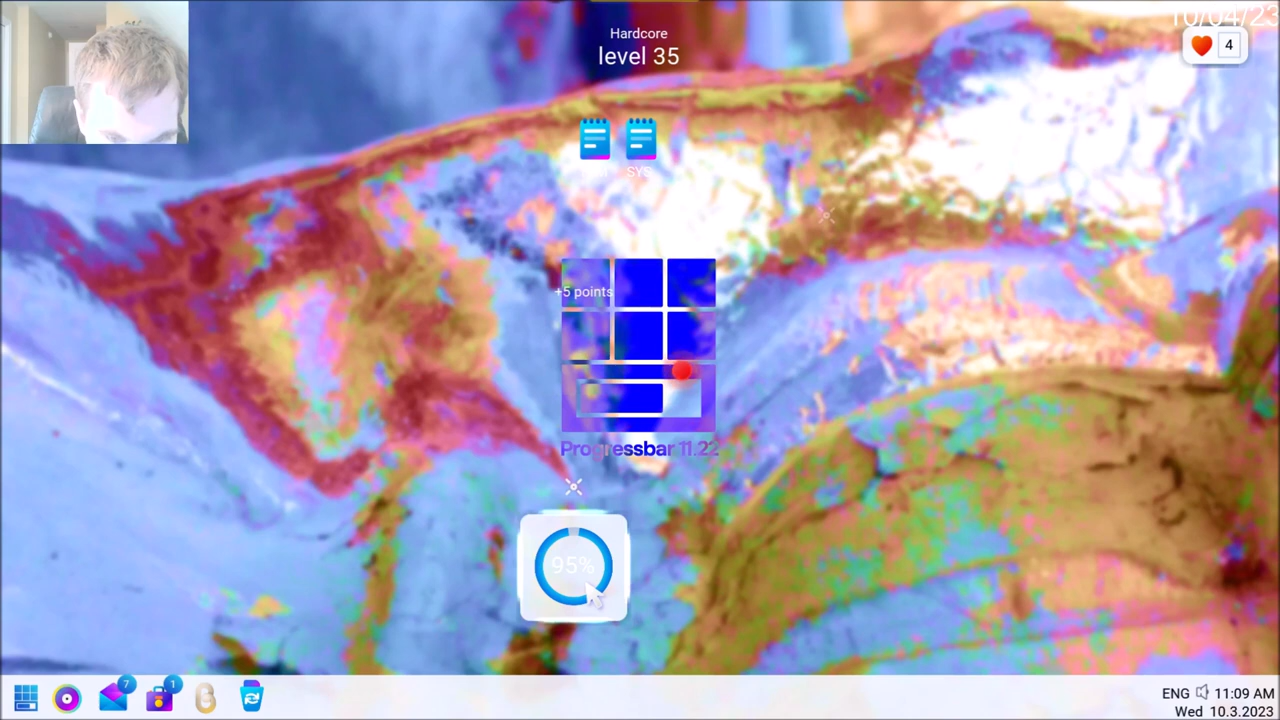 10/04/23
Hardcore
level 35
4
SYS
+5 points
Progressbar 11.22
95%
7
1
ENG 11:09 AM
Wed 10.3.2023